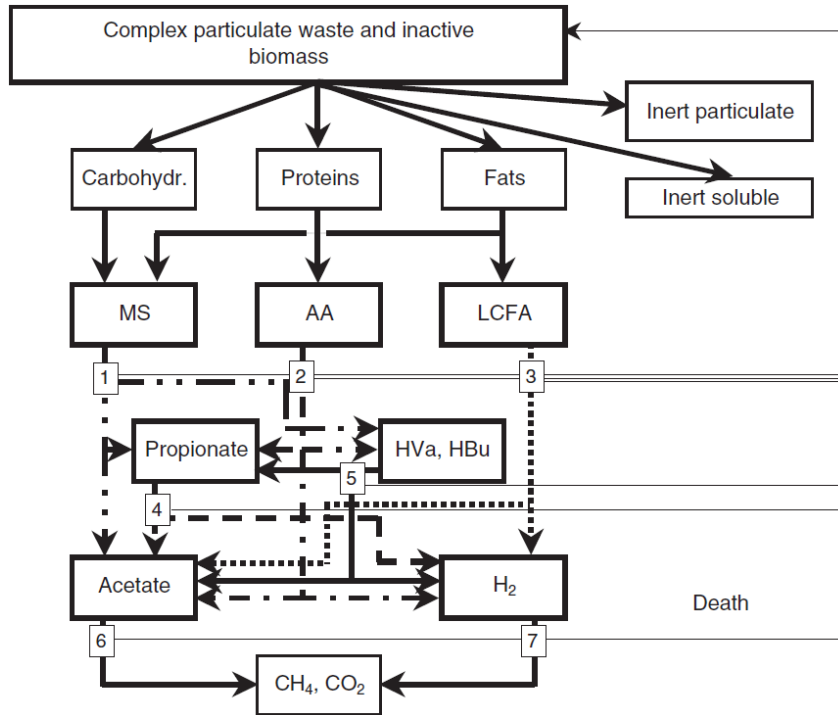 Complex particulate waste and inactive
biomass
Inert particulate
Carbohydr.
Proteins
Fats
Inert soluble
MS
AA
LCFA
1
2
3
Propionate
HVa, HBu
5
4
Acetate
H₂
Death
6
7
CH₄, CO₂